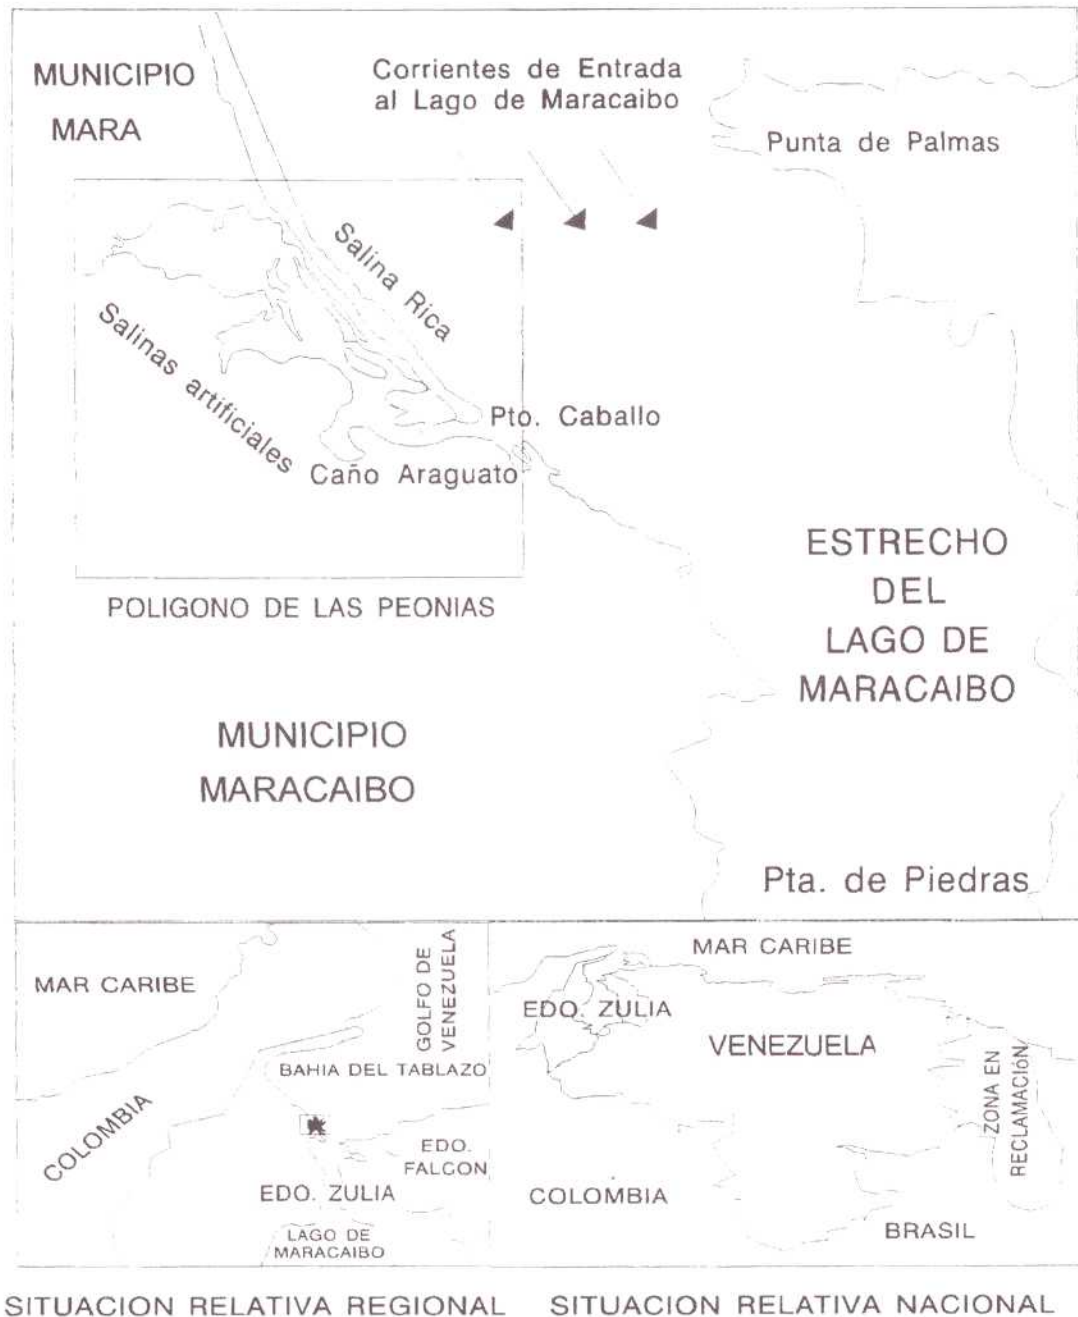 MUNICIPIO
MARA
Corrientes de Entrada
al Lago de Maracaibo
Punta de Palmas
Salina Rica
Salinas artificiales
Pto. Caballo
Caño Araguato
ESTRECHO
DEL
LAGO DE
MARACAIBO
POLIGONO DE LAS PEONIAS
MUNICIPIO
MARACAIBO
Pta. de Piedras
MAR CARIBE
GOLFO DE
VENEZUELA
BAHIA DEL TABLAZO
COLOMBIA
EDO.
FALCON
EDO. ZULIA
LAGO DE
MARACAIBO
MAR CARIBE
EDO. ZULIA
VENEZUELA
ZONA EN
RECLAMACIÓN
COLOMBIA
BRASIL
SITUACION RELATIVA REGIONAL
SITUACION RELATIVA NACIONAL